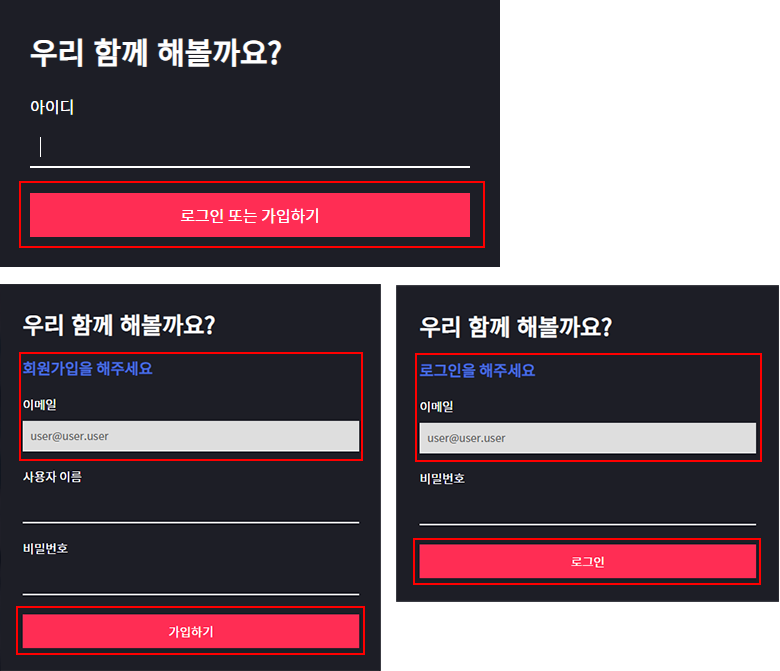 우리 함께 해볼까요?
아이디
로그인 또는 가입하기
우리 함께 해볼까요?
회원가입을 해주세요
이메일
user@user.user
사용자 이름
비밀번호
가입하기
우리 함께 해볼까요?
로그인을 해주세요
이메일
user@user.user
비밀번호
로그인